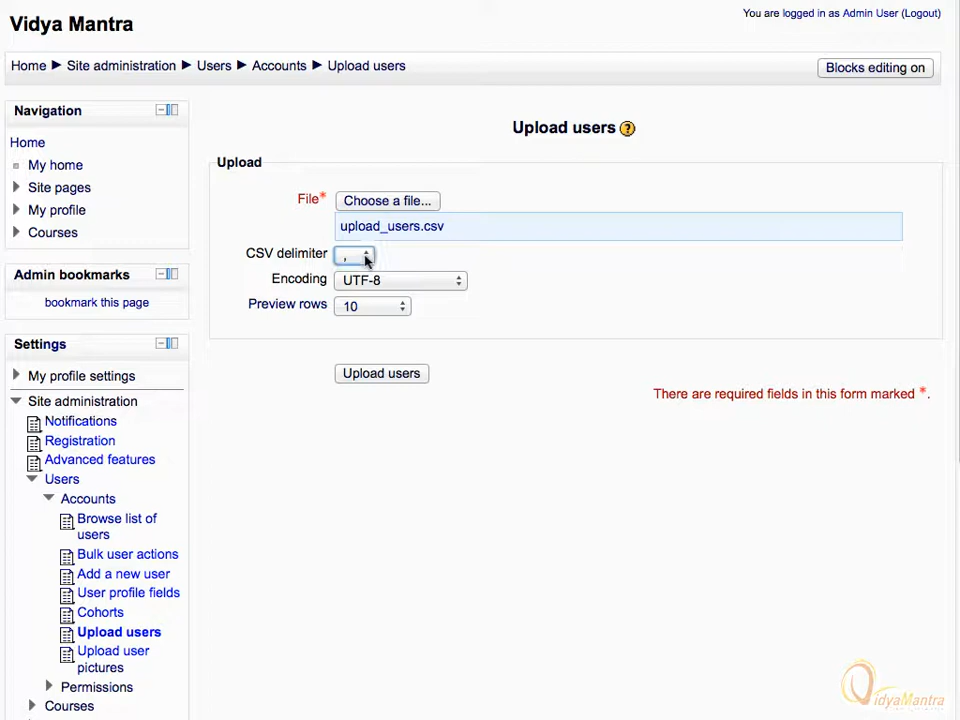 Vidya Mantra
You are logged in as Admin User (Logout)
Home ► Site administration ► Users ► Accounts ► Upload users
Blocks editing on
Navigation
Home
My home
Site pages
My profile
Courses
Admin bookmarks
bookmark this page
Settings
My profile settings
Site administration
Notifications
Registration
Advanced features
Users
Accounts
Browse list of
users
Bulk user actions
Add a new user
User profile fields
Cohorts
Upload users
Upload user
pictures
Permissions
Courses
Upload users ?
Upload
File* Choose a file...
upload_users.csv
CSV delimiter ,
Encoding UTF-8
Preview rows 10
Upload users
There are required fields in this form marked *.
VidyaMantra